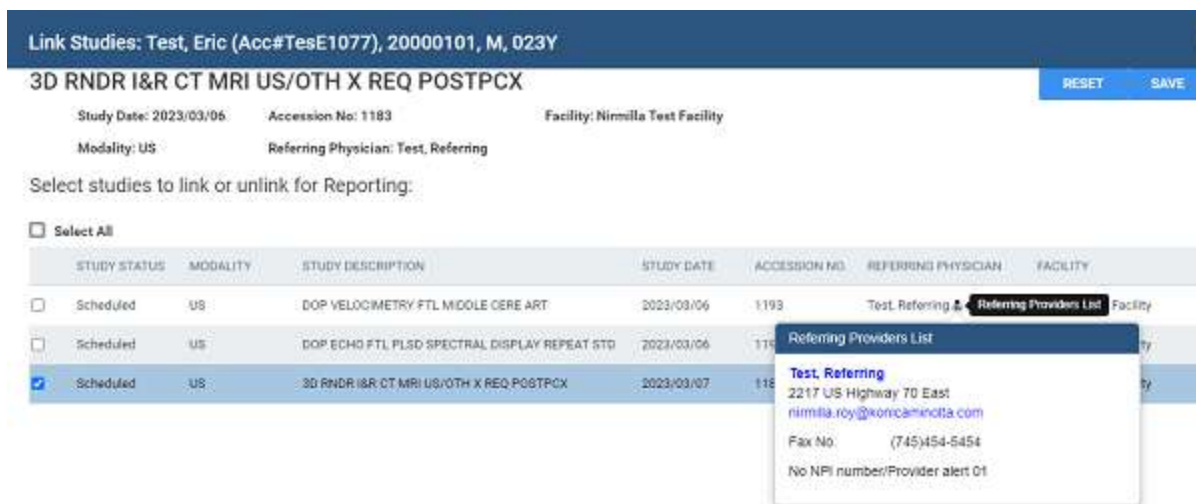 Link Studies: Test, Eric (Acc#TesE1077), 20000101, M, 023Y
3D RNDR I&R CT MRI US/OTH X REQ POSTPCX
RESET SAVE
Study Date: 2023/03/06 Accession No: 1183 Facility: Nirmilla Test Facility
Modality: US Referring Physician: Test, Referring
Select studies to link or unlink for Reporting:
Select All
STUDY STATUS MODALITY STUDY DESCRIPTION STUDY DATE ACCESSION NO. REFERRING PHYSICIAN FACILITY
Scheduled US DOP VELOCIMETRY FTL MIDDLE CERE ART 2023/03/06 1193 Test, Referring Referring Providers List Facility
Scheduled US DOP ECHO FTL PLSD SPECTRAL DISPLAY REPEAT STD 2023/03/06
Scheduled US 3D RNDR I&R CT MRI US/OTH X REQ POSTPCX 2023/03/07
Referring Providers List
Test, Referring
2217 US Highway 70 East
nirmilla.roy@konicaminolta.com
Fax No. (745)454-5454
No NPI number/Provider alert 01